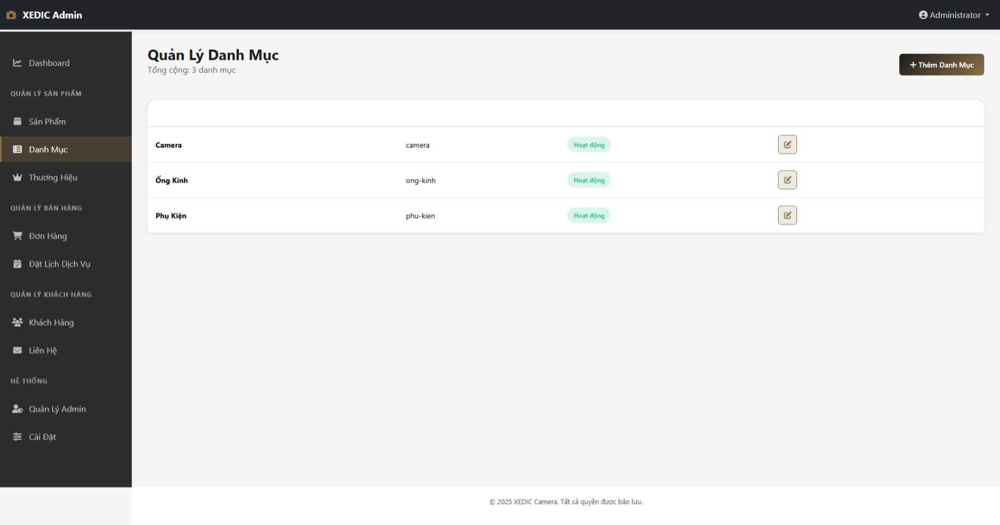 XEDIC Admin
Administrator
Dashboard
QUẢN LÝ SẢN PHẨM
Sản Phẩm
Danh Mục
Thương Hiệu
QUẢN LÝ BÁN HÀNG
Đơn Hàng
Đặt Lịch Dịch Vụ
QUẢN LÝ KHÁCH HÀNG
Khách Hàng
Liên Hệ
HỆ THỐNG
Quản Lý Admin
Cài Đặt
Quản Lý Danh Mục
Tổng cộng: 3 danh mục
Thêm Danh Mục
Camera camera Hoạt động
Ống Kính ong-kinh Hoạt động
Phụ Kiện phu-kien Hoạt động
© 2025 XEDIC Camera. Tất cả quyền được bảo lưu.